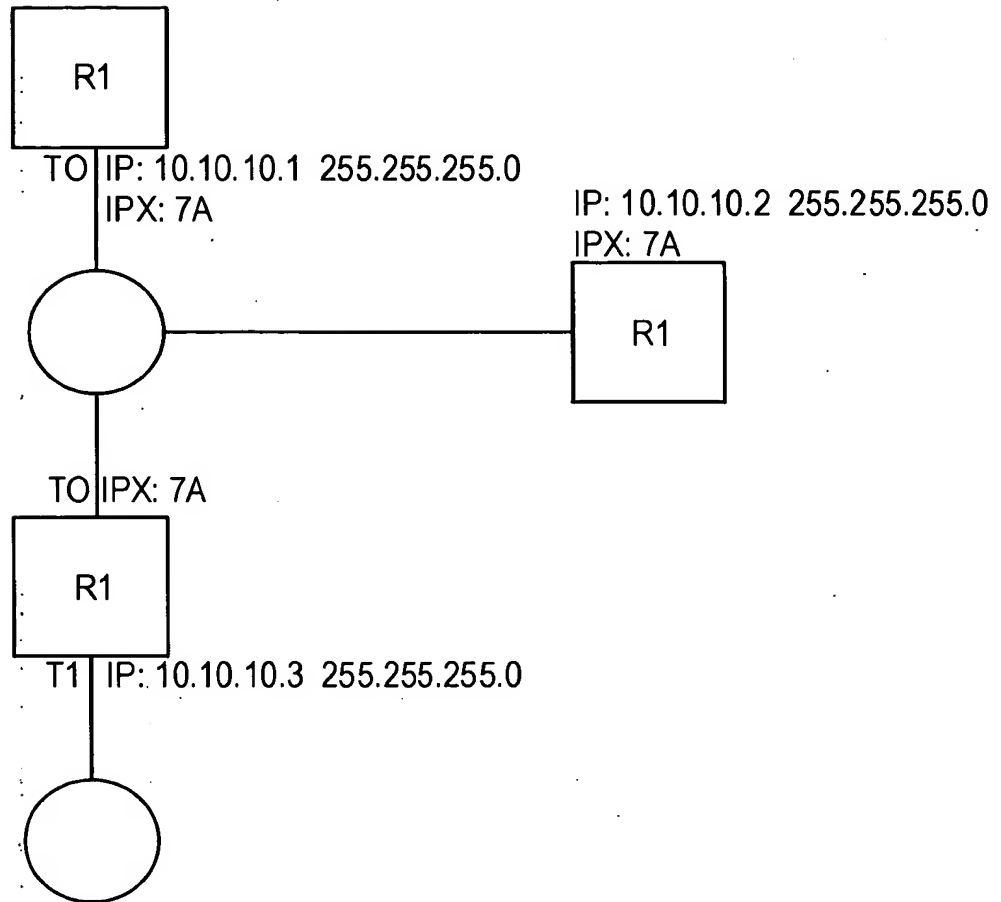 R1
TO IP: 10.10.10.1 255.255.255.0
IPX: 7A
IP: 10.10.10.2 255.255.255.0
IPX: 7A
R1
TO IPX: 7A
R1
T1 IP: 10.10.10.3 255.255.255.0